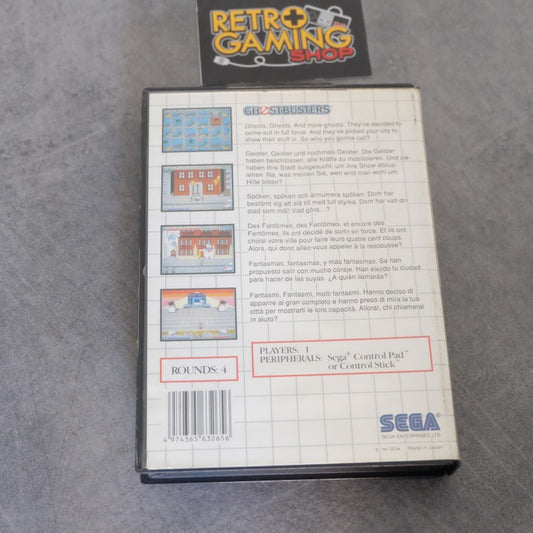 RETRO
GAMING
SHOP
GHOSTBUSTERS
Ghosts, Ghosts. And more ghosts. They've decided to
come out in full force. And they've picked your city to
show their stuff in. So who you gonna call?
Geister, Geister und nochmals Geister. Die Geister
haben beschlossen, alle Kräfte zu mobilisieren. Und sie
haben Ihre Stadt ausgesucht, um ihre Show abzu-
ziehen. Na, was meinen Sie, wen wird man wohl um
Hilfe bitten?
Spöken, spöken och annumera spöken. Dom har
bestämt sig att slå till med full styrka. Dom har valt din
stad som mål! Vad göra...?
Des Fantômes, des Fantômes, et encore des
Fantômes. Ils ont décidé de sortir en force. Et ils ont
choisi votre ville pour faire leurs quatre cent coups.
Alors, qui donc allez-vous appeler à la rescousse?
Fantasmas, fantasmas, y más fantasmas. Se han
propuesto salir con mucho coraje. Han elejido tu ciudad
para hacer de las suyas. ¿A quién llamarás?
Fantasmi, Fantasmi, molti fantasmi. Hanno deciso di
apparire al gran completo e hanno preso di mira la tua
città per mostrarti le loro capacità. Allora!, chi chiamerai
in aiuto?
ROUNDS: 4
PLAYERS: 1
PERIPHERALS: Sega® Control Pad™
or Control Stick™
4 974365 632656
SEGA
SEGA ENTERPRISES LTD.
Made in Japan